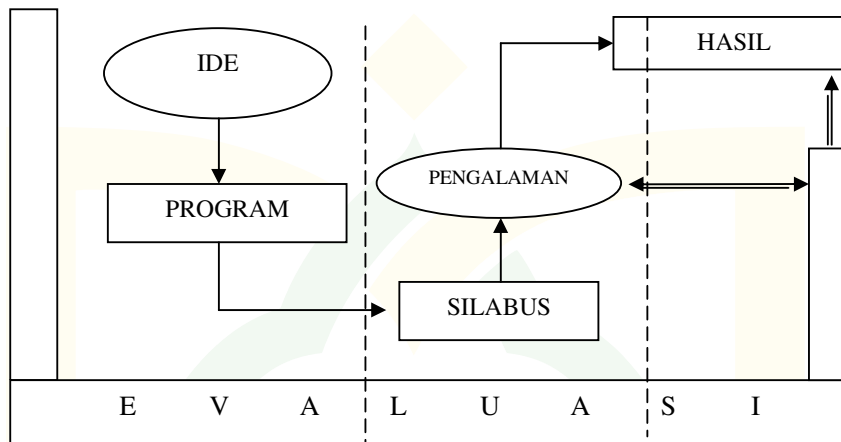 IDE
HASIL
PENGALAMAN
PROGRAM
SILABUS
E V A L U A S I